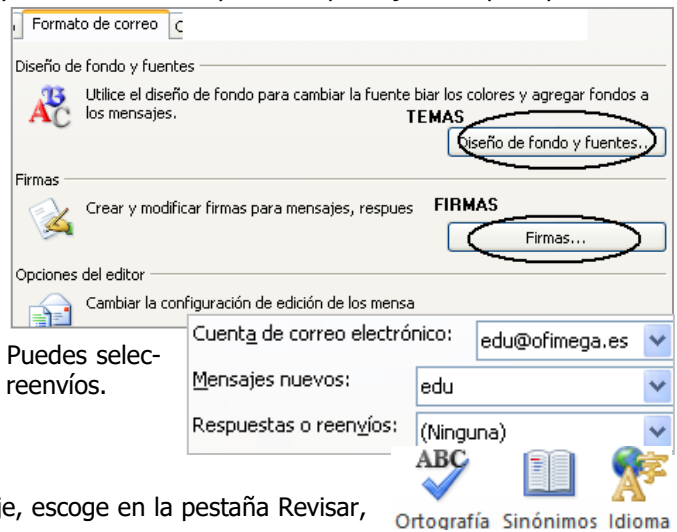 Formato de correo
Diseño de fondo y fuentes
Utilice el diseño de fondo para cambiar la fuente biar los colores y agregar fondos a
los mensajes.
TEMAS
Diseño de fondo y fuentes...
Firmas
Crear y modificar firmas para mensajes, respues
FIRMAS
Firmas...
Opciones del editor
Cambiar la configuración de edición de los mensa
Puedes selec-
reenvíos.
Cuenta de correo electrónico: edu@ofimega.es
Mensajes nuevos: edu
Respuestas o reenvíos: (Ninguna)
ABC
je, escoge en la pestaña Revisar,
Ortografía Sinónimos Idioma